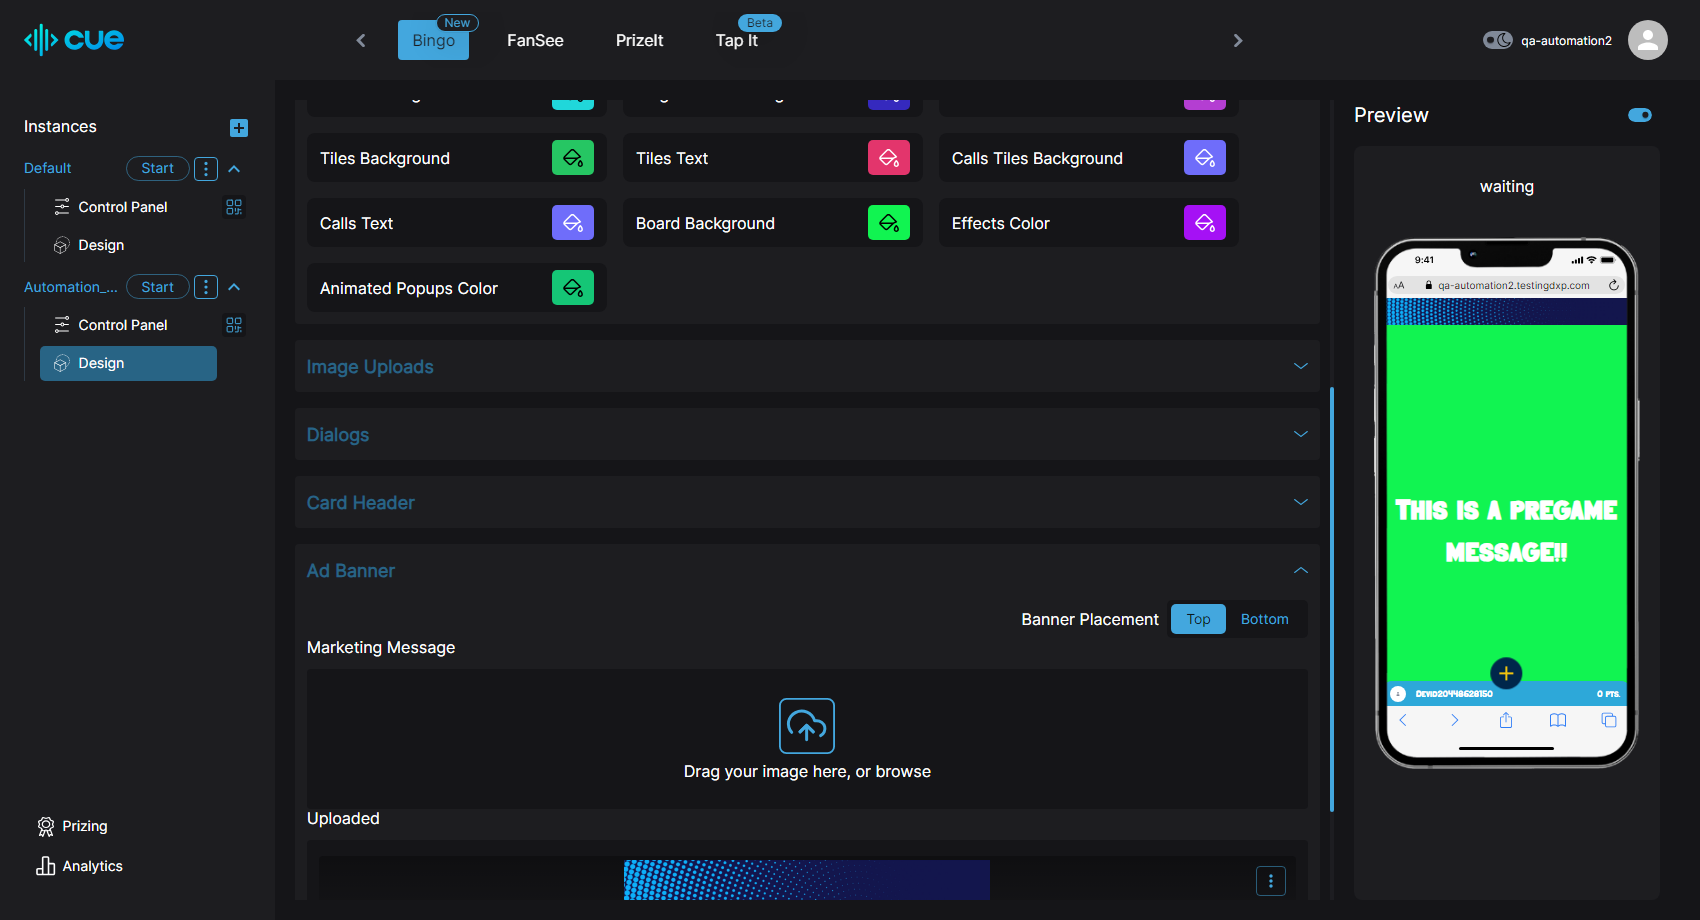 cue
Bingo
New
FanSee
PrizeIt
Tap It
Beta
qa-automation2
Instances
Default
Start
Control Panel
Design
Automation_...
Start
Control Panel
Design
Prizing
Analytics
Tiles Background
Tiles Text
Calls Tiles Background
Calls Text
Board Background
Effects Color
Animated Popups Color
Image Uploads
Dialogs
Card Header
Ad Banner
Banner Placement
Top
Bottom
Marketing Message
Drag your image here, or browse
Uploaded
Preview
waiting
9:41
AA
qa-automation2.testingdxp.com
THIS IS A PREGAME
MESSAGE!!
0 PTS.